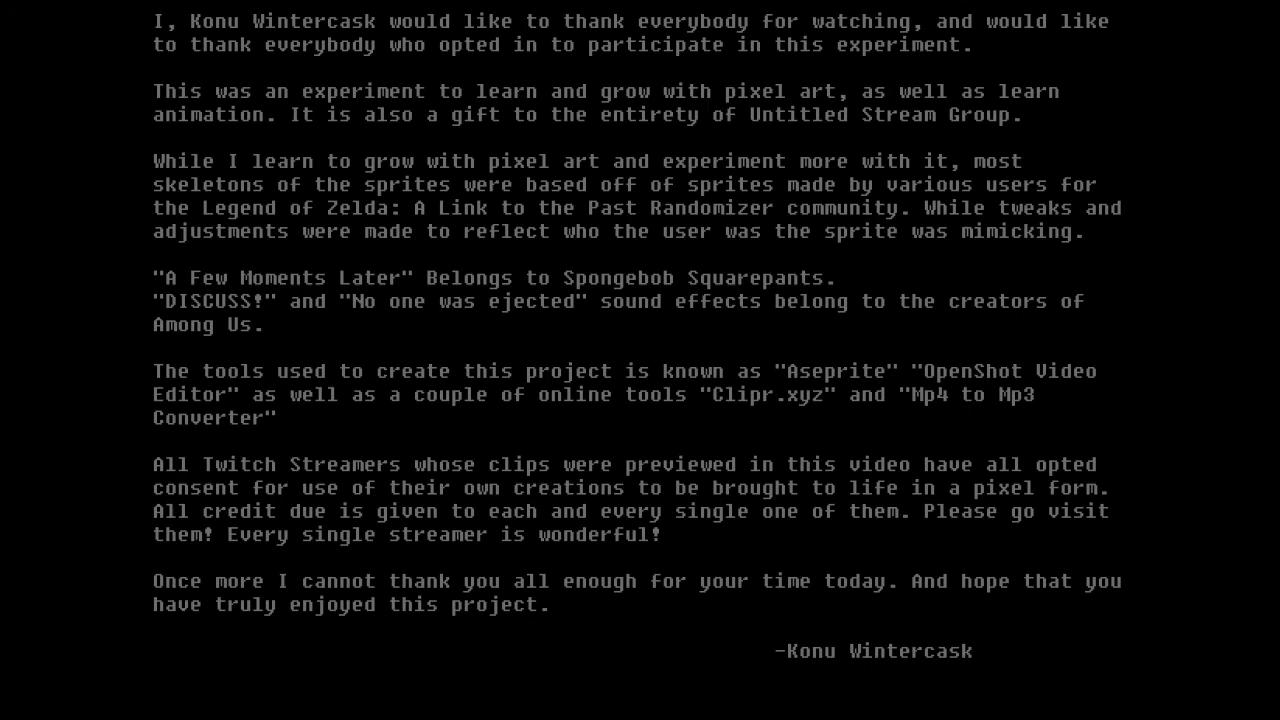 I, Konu Wintercask would like to thank everybody for watching, and would like
to thank everybody who opted in to participate in this experiment.
This was an experiment to learn and grow with pixel art, as well as learn
animation. It is also a gift to the entirety of Untitled Stream Group.
While I learn to grow with pixel art and experiment more with it, most
skeletons of the sprites were based off of sprites made by various users for
the Legend of Zelda: A Link to the Past Randomizer community. While tweaks and
adjustments were made to reflect who the user was the sprite was mimicking.
"A Few Moments Later" Belongs to Spongebob Squarepants.
"DISCUSS!" and "No one was ejected" sound effects belong to the creators of
Among Us.
The tools used to create this project is known as "Aseprite" "OpenShot Video
Editor" as well as a couple of online tools "Clipr.xyz" and "Mp4 to Mp3
Converter"
All Twitch Streamers whose clips were previewed in this video have all opted
consent for use of their own creations to be brought to life in a pixel form.
All credit due is given to each and every single one of them. Please go visit
them! Every single streamer is wonderful!
Once more I cannot thank you all enough for your time today. And hope that you
have truly enjoyed this project.
-Konu Wintercask